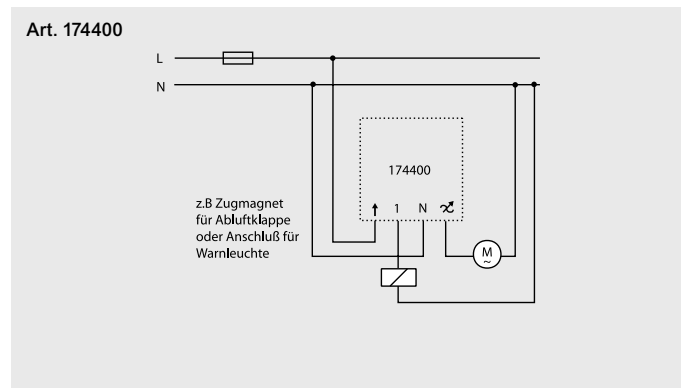 Art. 174400
L
N
174400
z.B Zugmagnet
für Abluftklappe
oder Anschluß für
Warnleuchte
1 N
M
~